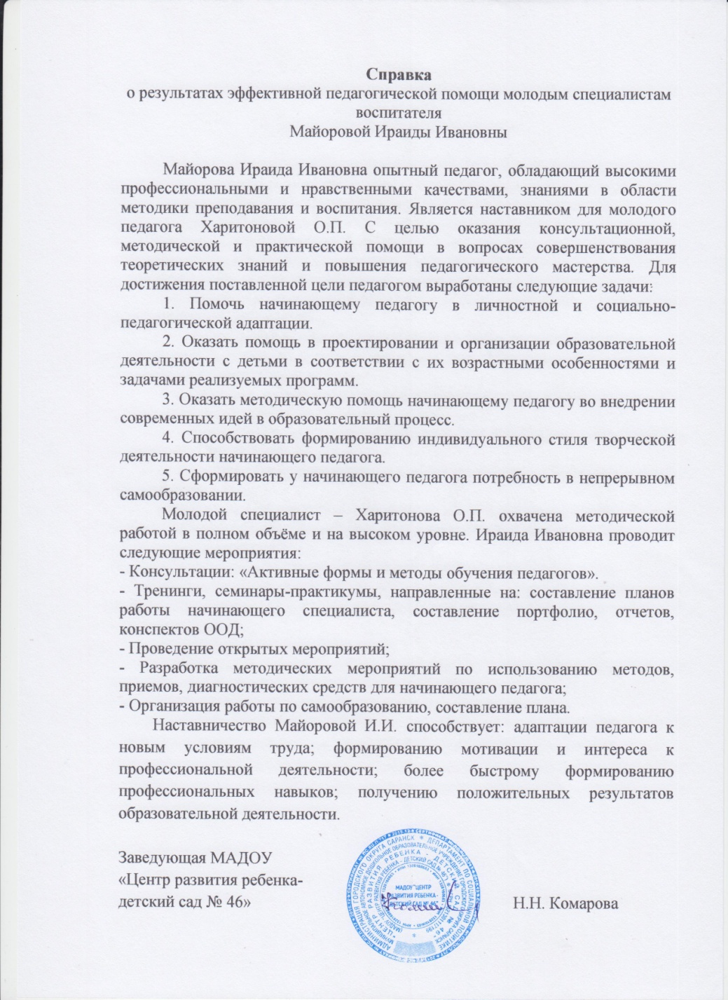 Справка
о результатах эффективной педагогической помощи молодым специалистам
воспитателя
Майоровой Ираиды Ивановны
Майорова Ираида Ивановна опытный педагог, обладающий высокими
профессиональными и нравственными качествами, знаниями в области
методики преподавания и воспитания. Является наставником для молодого
педагога Харитоновой О.П. С целью оказания консультационной,
методической и практической помощи в вопросах совершенствования
теоретических знаний и повышения педагогического мастерства. Для
достижения поставленной цели педагогом выработаны следующие задачи:
1. Помочь начинающему педагогу в личностной и социально-
педагогической адаптации.
2. Оказать помощь в проектировании и организации образовательной
деятельности с детьми в соответствии с их возрастными особенностями и
задачами реализуемых программ.
3. Оказать методическую помощь начинающему педагогу во внедрении
современных идей в образовательный процесс.
4. Способствовать формированию индивидуального стиля творческой
деятельности начинающего педагога.
5. Сформировать у начинающего педагога потребность в непрерывном
самообразовании.
Молодой специалист – Харитонова О.П. охвачена методической
работой в полном объёме и на высоком уровне. Ираида Ивановна проводит
следующие мероприятия:
- Консультации: «Активные формы и методы обучения педагогов».
- Тренинги, семинары-практикумы, направленные на: составление планов
работы начинающего специалиста, составление портфолио, отчетов,
конспектов ООД;
- Проведение открытых мероприятий;
- Разработка методических мероприятий по использованию методов,
приемов, диагностических средств для начинающего педагога;
- Организация работы по самообразованию, составление плана.
Наставничество Майоровой И.И. способствует: адаптации педагога к
новым условиям труда; формированию мотивации и интереса к
профессиональной деятельности; более быстрому формированию
профессиональных навыков; получению положительных результатов
образовательной деятельности.
Заведующая МАДОУ
«Центр развития ребенка-
детский сад № 46»
Н.Н. Комарова
АДМИНИСТРАЦИЯ ГОРОДСКОГО ОКРУГА САРАНСК * ДЕПАРТАМЕНТ ПО СОЦИАЛЬНОЙ ПОЛИТИКЕ
МАДОУ "ЦЕНТР
РАЗВИТИЯ РЕБЕНКА-
ДЕТСКИЙ САД № 46"